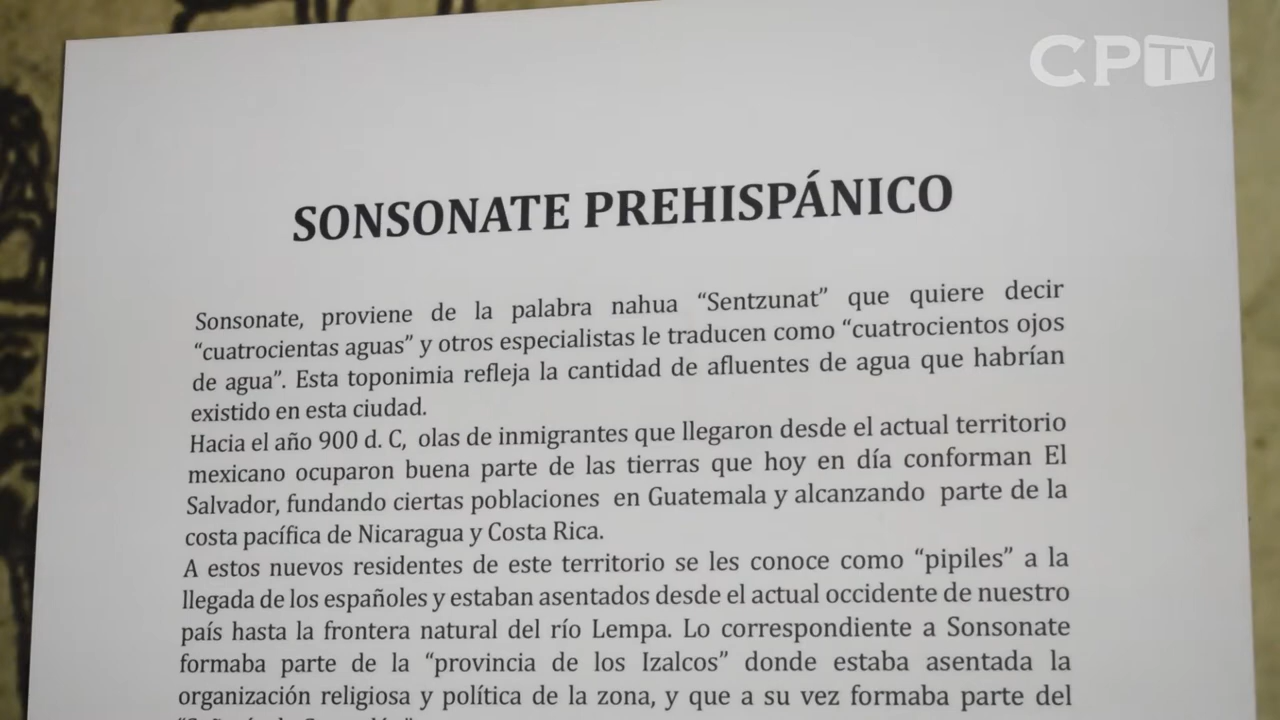 CPTV
SONSONATE PREHISPÁNICO
Sonsonate, proviene de la palabra nahua “Sentzunat” que quiere decir
“cuatrocientas aguas” y otros especialistas le traducen como “cuatrocientos ojos
de agua”. Esta toponimia refleja la cantidad de afluentes de agua que habrían
existido en esta ciudad.
Hacia el año 900 d. C, olas de inmigrantes que llegaron desde el actual territorio
mexicano ocuparon buena parte de las tierras que hoy en día conforman El
Salvador, fundando ciertas poblaciones en Guatemala y alcanzando parte de la
costa pacífica de Nicaragua y Costa Rica.
A estos nuevos residentes de este territorio se les conoce como “pipiles” a la
llegada de los españoles y estaban asentados desde el actual occidente de nuestro
país hasta la frontera natural del río Lempa. Lo correspondiente a Sonsonate
formaba parte de la “provincia de los Izalcos” donde estaba asentada la
organización religiosa y política de la zona, y que a su vez formaba parte del